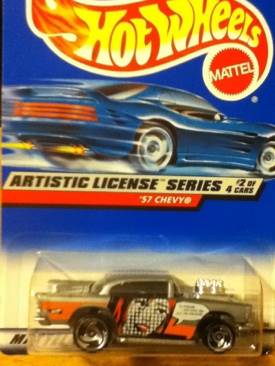 Hot Wheels
MATTEL
ARTISTIC LICENSE SERIES #2 of 4 CARS
'57 CHEVY®